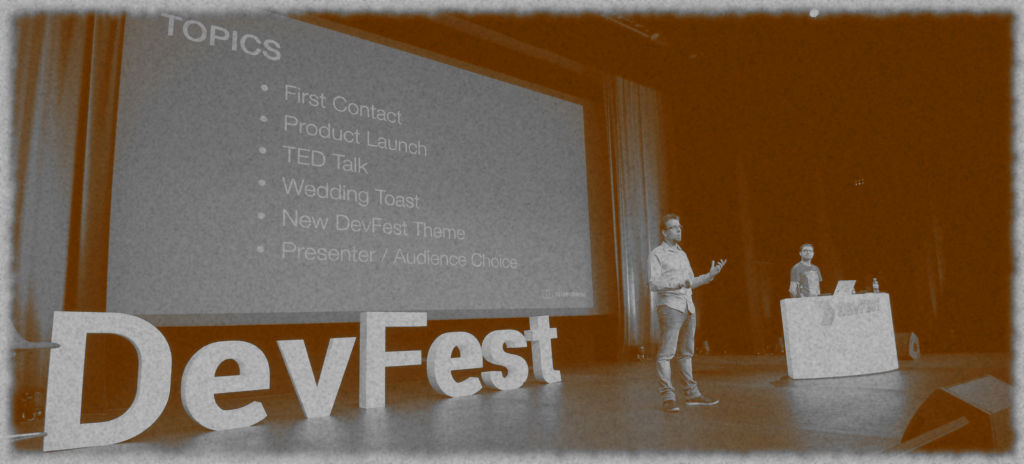 TOPICS
• First Contact
• Product Launch
• TED Talk
• Wedding Toast
• New DevFest Theme
• Presenter / Audience Choice
DevFest